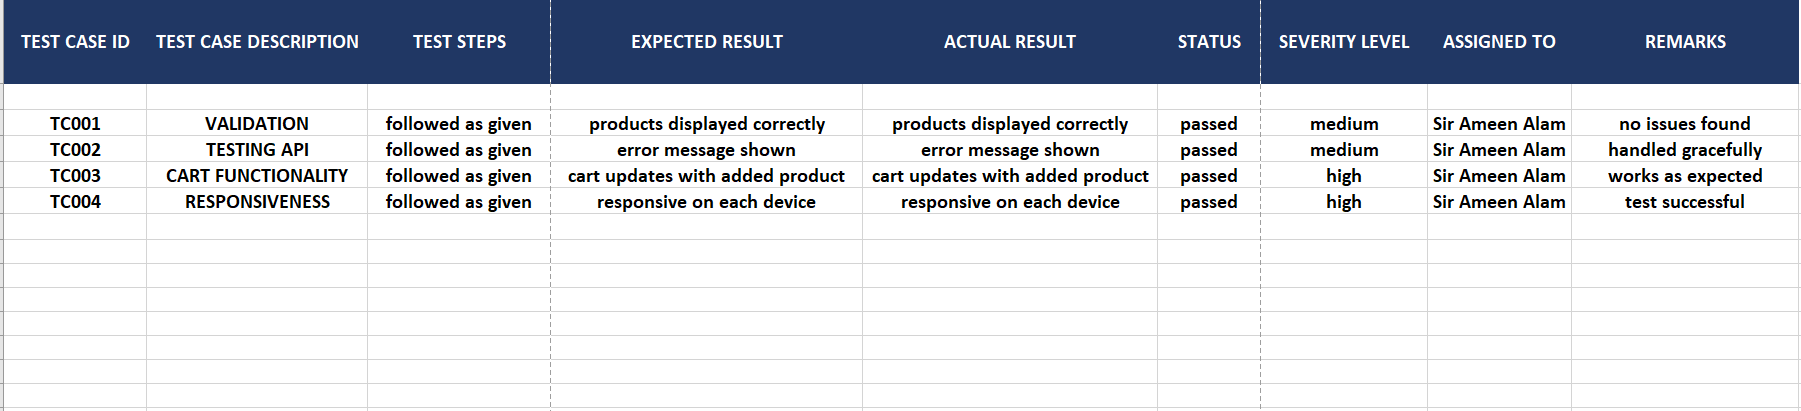 TEST CASE ID TEST CASE DESCRIPTION TEST STEPS EXPECTED RESULT ACTUAL RESULT STATUS SEVERITY LEVEL ASSIGNED TO REMARKS
TC001 VALIDATION followed as given products displayed correctly products displayed correctly passed medium Sir Ameen Alam no issues found
TC002 TESTING API followed as given error message shown error message shown passed medium Sir Ameen Alam handled gracefully
TC003 CART FUNCTIONALITY followed as given cart updates with added product cart updates with added product passed high Sir Ameen Alam works as expected
TC004 RESPONSIVENESS followed as given responsive on each device responsive on each device passed high Sir Ameen Alam test successful